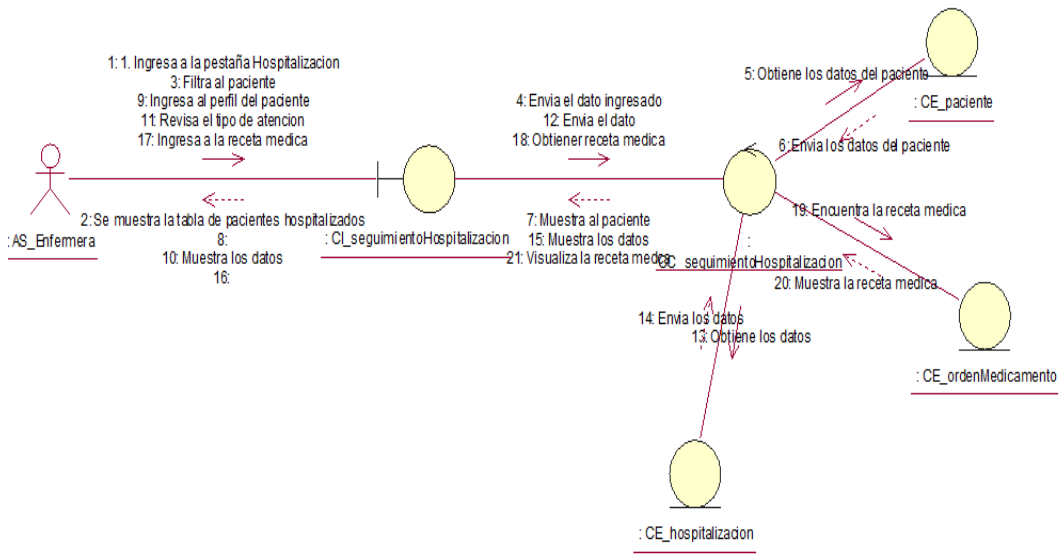 1: 1. Ingresa a la pestaña Hospitalizacion
3: Filtra al paciente
9: Ingresa al perfil del paciente
11: Revisa el tipo de atencion
17: Ingresa a la receta medica
2: Se muestra la tabla de pacientes hospitalizados
8:
10: Muestra los datos
16:
: AS_Enfermera
: CI_seguimientoHospitalizacion
4: Envia el dato ingresado
12: Envia el dato
18: Obtiener receta medica
7: Muestra al paciente
15: Muestra los datos
21: Visualiza la receta medica
:
CC_seguimientoHospitalizacion
5: Obtiene los datos del paciente
: CE_paciente
6: Envia los datos del paciente
19: Encuentra la receta medica
20: Muestra la receta medica
: CE_ordenMedicamento
14: Envia los datos
13: Obtiene los datos
: CE_hospitalizacion